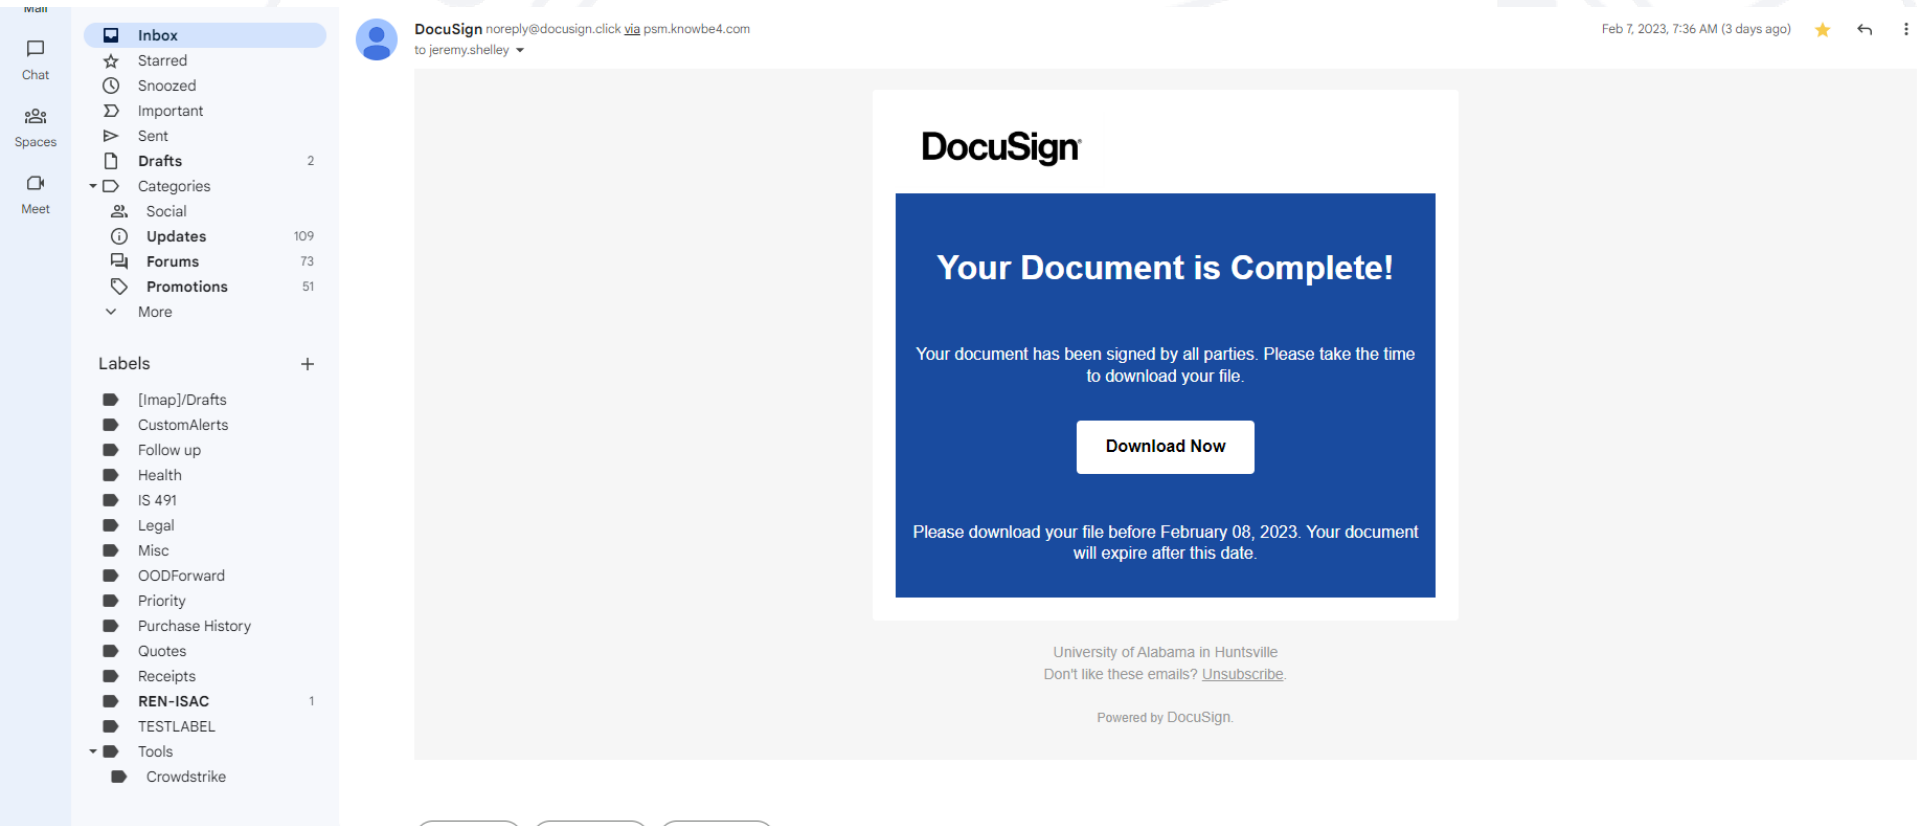 Mail
Chat
Spaces
Meet
Inbox
Starred
Snoozed
Important
Sent
Drafts 2
Categories
Social
Updates 109
Forums 73
Promotions 51
More
Labels
[Imap]/Drafts
CustomAlerts
Follow up
Health
IS 491
Legal
Misc
OODForward
Priority
Purchase History
Quotes
Receipts
REN-ISAC 1
TESTLABEL
Tools
Crowdstrike
DocuSign noreply@docusign.click via psm.knowbe4.com
to jeremy.shelley
Feb 7, 2023, 7:36 AM (3 days ago)
DocuSign
Your Document is Complete!
Your document has been signed by all parties. Please take the time
to download your file.
Download Now
Please download your file before February 08, 2023. Your document
will expire after this date.
University of Alabama in Huntsville
Don't like these emails? Unsubscribe.
Powered by DocuSign.